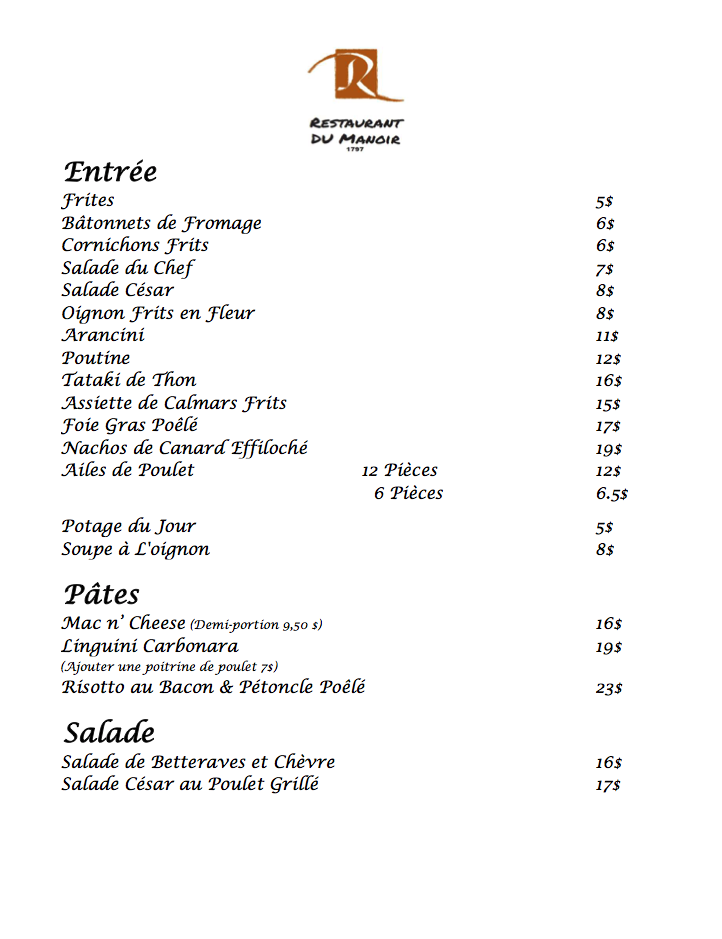 R
RESTAURANT
DU MANOIR
1797
Entrée
Frites 5$
Bâtonnets de Fromage 6$
Cornichons Frits 6$
Salade du Chef 7$
Salade César 8$
Oignon Frits en Fleur 8$
Arancini 11$
Poutine 12$
Tataki de Thon 16$
Assiette de Calmars Frits 15$
Foie Gras Poêlé 17$
Nachos de Canard Effiloché 19$
Ailes de Poulet 12 Pièces 12$
6 Pièces 6.5$
Potage du Jour 5$
Soupe à L'oignon 8$
Pâtes
Mac n’ Cheese (Demi-portion 9,50 $) 16$
Linguini Carbonara 19$
(Ajouter une poitrine de poulet 7$)
Risotto au Bacon & Pétoncle Poêlé 23$
Salade
Salade de Betteraves et Chèvre 16$
Salade César au Poulet Grillé 17$